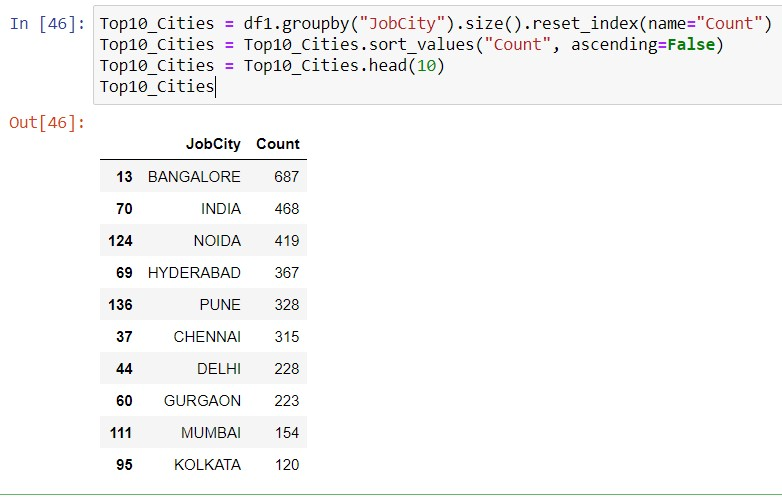 In [46]: Top10_Cities = df1.groupby("JobCity").size().reset_index(name="Count")
Top10_Cities = Top10_Cities.sort_values("Count", ascending=False)
Top10_Cities = Top10_Cities.head(10)
Top10_Cities
Out[46]:
JobCity Count
13 BANGALORE 687
70 INDIA 468
124 NOIDA 419
69 HYDERABAD 367
136 PUNE 328
37 CHENNAI 315
44 DELHI 228
60 GURGAON 223
111 MUMBAI 154
95 KOLKATA 120